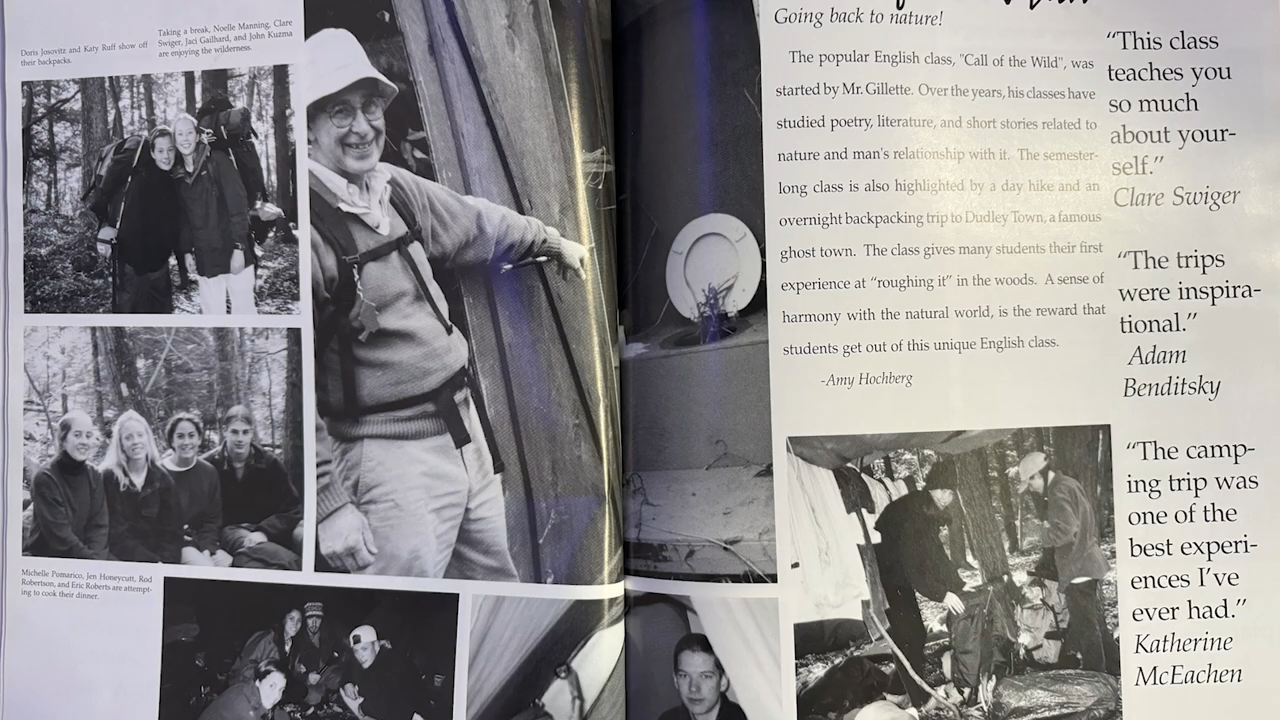 Doris Josovitz and Katy Ruff show off
their backpacks.
Taking a break, Noelle Manning, Clare
Swiger, Jaci Gailhard, and John Kuzma
are enjoying the wilderness.
Michelle Pomarico, Jen Honeycutt, Rod
Robertson, and Eric Roberts are attempt-
ing to cook their dinner.
Going back to nature!
The popular English class, "Call of the Wild", was
started by Mr. Gillette. Over the years, his classes have
studied poetry, literature, and short stories related to
nature and man's relationship with it. The semester-
long class is also highlighted by a day hike and an
overnight backpacking trip to Dudley Town, a famous
ghost town. The class gives many students their first
experience at “roughing it” in the woods. A sense of
harmony with the natural world, is the reward that
students get out of this unique English class.
-Amy Hochberg
“This class
teaches you
so much
about your-
self.”
Clare Swiger
“The trips
were inspira-
tional.”
Adam
Benditsky
“The camp-
ing trip was
one of the
best experi-
ences I’ve
ever had.”
Katherine
McEachen